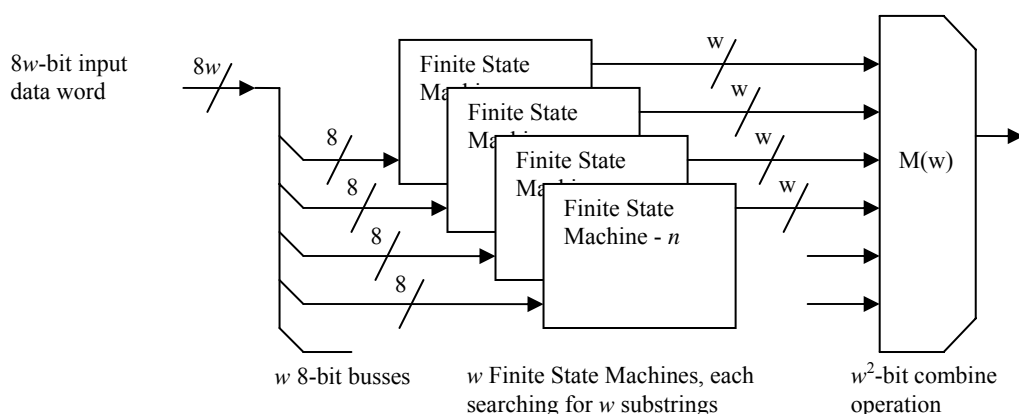 8w-bit input
data word
8w
8
8
8
8
Finite State
Finite State
Finite State
Finite State
Machine - n
w
w
w
w
M(w)
w 8-bit busses
w Finite State Machines, each
searching for w substrings
w²-bit combine
operation